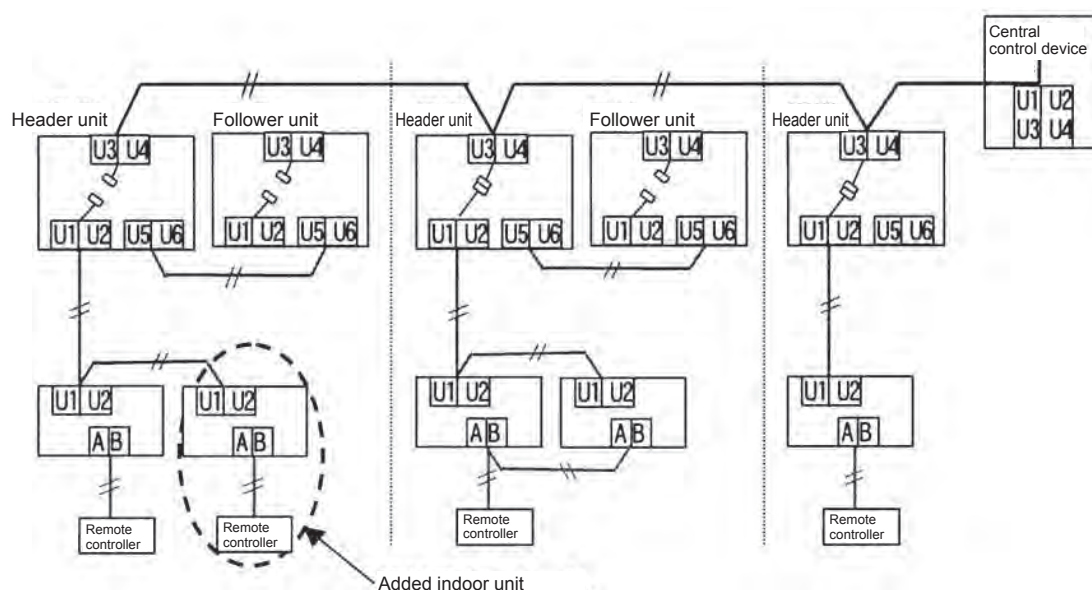 Central
control device
U1 U2
U3 U4
Header unit
Follower unit
Header unit
Follower unit
Header unit
U3 U4
U3 U4
U3 U4
U3 U4
U3 U4
U1 U2 U5 U6
U1 U2 U5 U6
U1 U2 U5 U6
U1 U2 U5 U6
U1 U2 U5 U6
U1 U2
U1 U2
U1 U2
U1 U2
U1 U2
A B
A B
A B
A B
A B
Remote
controller
Remote
controller
Remote
controller
Remote
controller
Added indoor unit